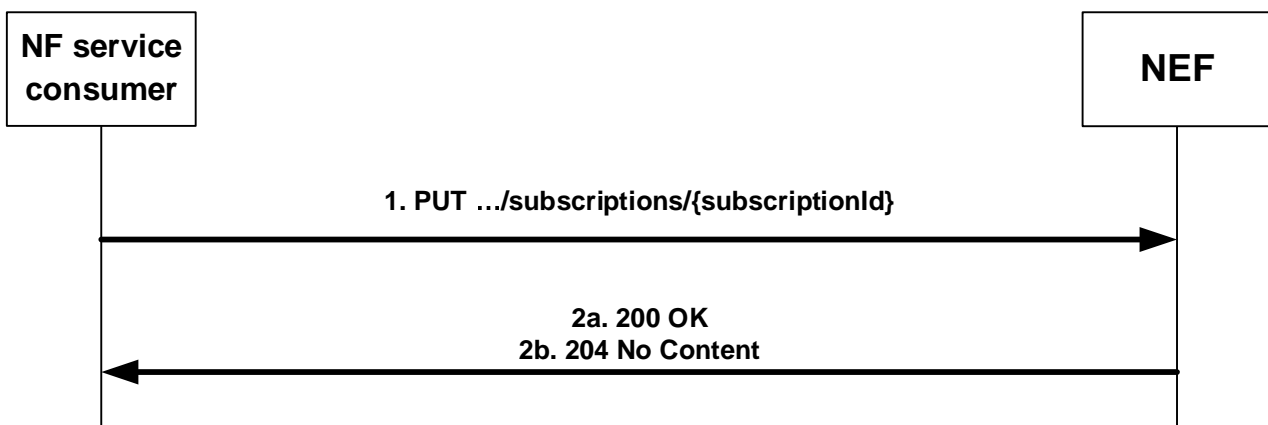 NF service
consumer
NEF
1. PUT …/subscriptions/{subscriptionId}
2a. 200 OK
2b. 204 No Content